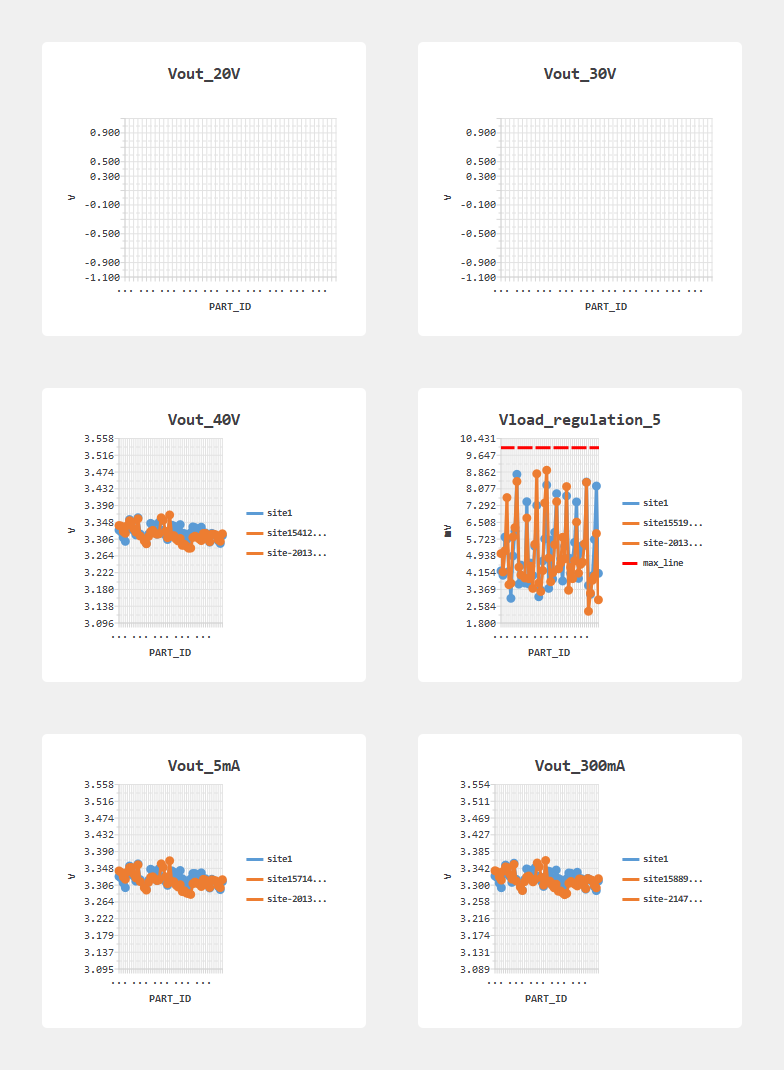 Vout_20V
0.900
0.500
0.300
-0.100
-0.500
-0.900
-1.100
V
... ... ... ... ... ... ... ... ... ...
PART_ID
Vout_30V
0.900
0.500
0.300
-0.100
-0.500
-0.900
-1.100
V
... ... ... ... ... ... ... ... ... ...
PART_ID
Vout_40V
3.558
3.516
3.474
3.432
3.390
3.348
3.306
3.264
3.222
3.180
3.138
3.096
V
... ... ... ... ...
PART_ID
site1
site15412...
site-2013...
Vload_regulation_5
10.431
9.647
8.862
8.077
7.292
6.508
5.723
4.938
4.154
3.369
2.584
1.800
mV
... ... ... ... ...
PART_ID
site1
site15519...
site-2013...
max_line
Vout_5mA
3.558
3.516
3.474
3.432
3.390
3.348
3.306
3.264
3.222
3.179
3.137
3.095
V
... ... ... ... ...
PART_ID
site1
site15714...
site-2013...
Vout_300mA
3.554
3.511
3.469
3.427
3.385
3.342
3.300
3.258
3.216
3.174
3.131
3.089
V
... ... ... ... ...
PART_ID
site1
site15889...
site-2147...